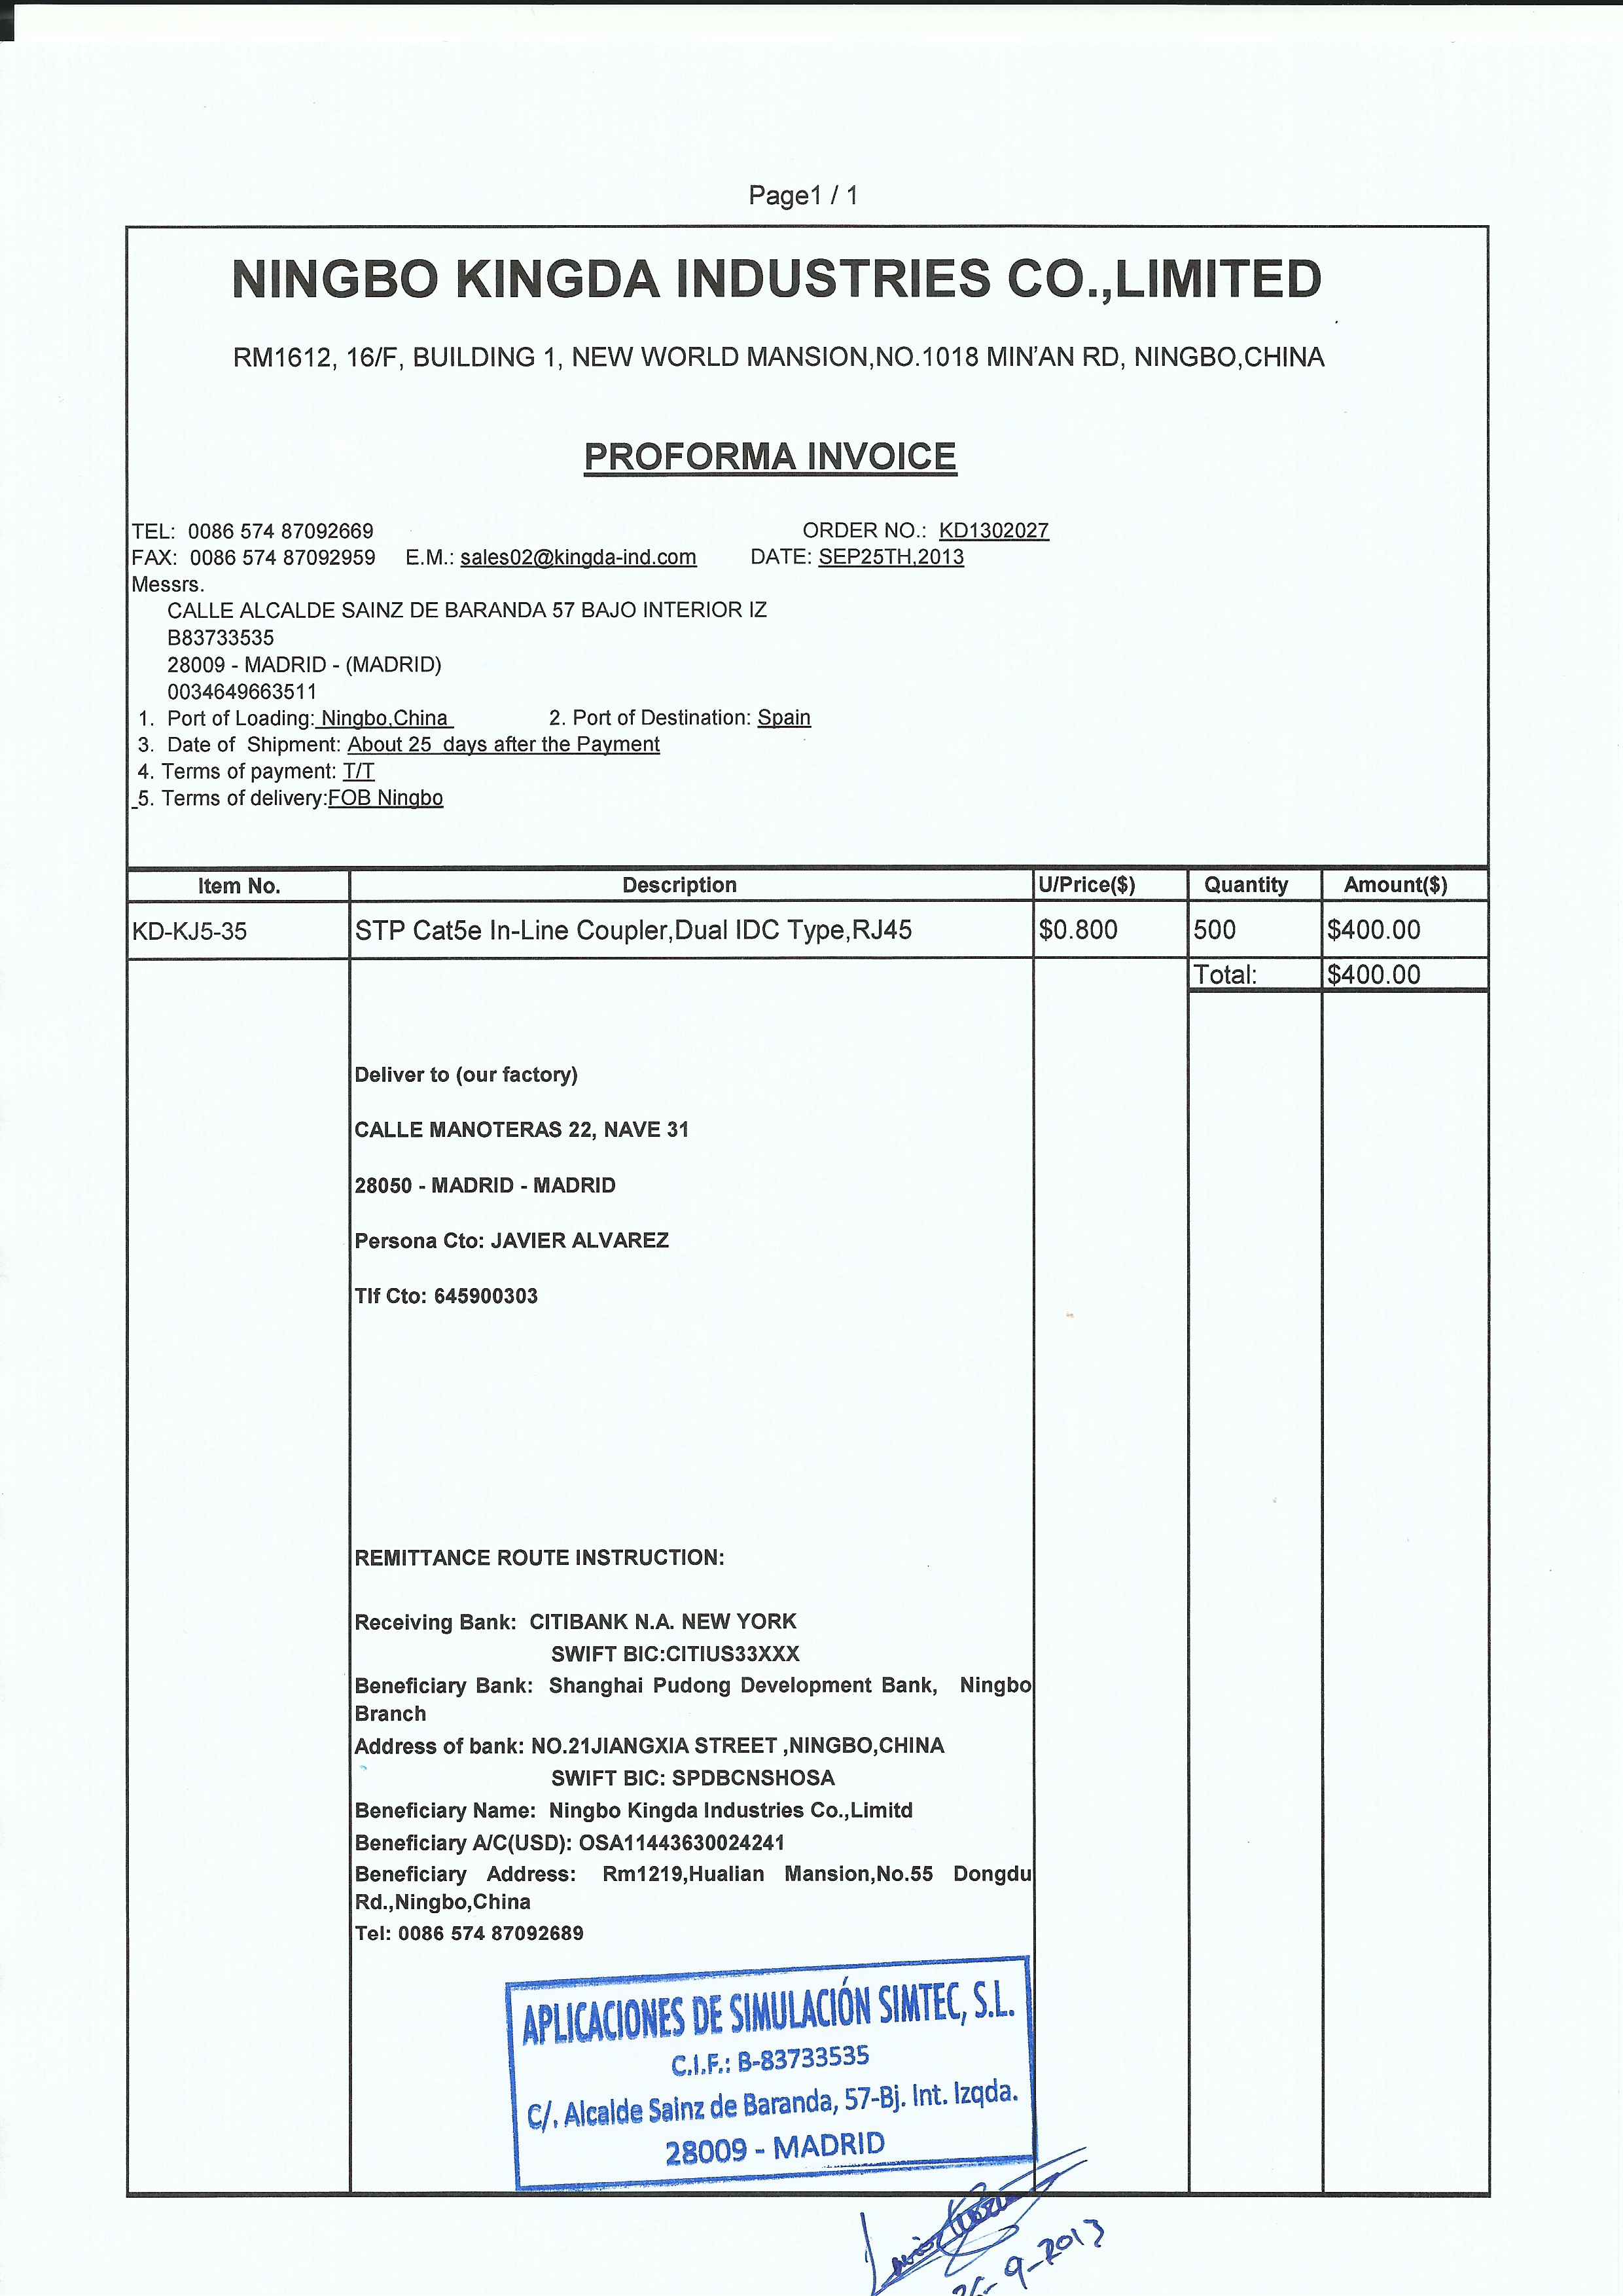 Page1 / 1
NINGBO KINGDA INDUSTRIES CO.,LIMITED
RM1612, 16/F, BUILDING 1, NEW WORLD MANSION,NO.1018 MIN'AN RD, NINGBO,CHINA
PROFORMA INVOICE
TEL: 0086 574 87092669 ORDER NO.: KD1302027
FAX: 0086 574 87092959 E.M.: sales02@kingda-ind.com DATE: SEP25TH,2013
Messrs.
CALLE ALCALDE SAINZ DE BARANDA 57 BAJO INTERIOR IZ
B83733535
28009 - MADRID - (MADRID)
0034649663511
1. Port of Loading: Ningbo,China 2. Port of Destination: Spain
3. Date of Shipment: About 25 days after the Payment
4. Terms of payment: T/T
5. Terms of delivery:FOB Ningbo
Item No. Description U/Price($) Quantity Amount($)
KD-KJ5-35 STP Cat5e In-Line Coupler,Dual IDC Type,RJ45 $0.800 500 $400.00
Total: $400.00
Deliver to (our factory)
CALLE MANOTERAS 22, NAVE 31
28050 - MADRID - MADRID
Persona Cto: JAVIER ALVAREZ
Tlf Cto: 645900303
REMITTANCE ROUTE INSTRUCTION:
Receiving Bank: CITIBANK N.A. NEW YORK
SWIFT BIC:CITIUS33XXX
Beneficiary Bank: Shanghai Pudong Development Bank, Ningbo
Branch
Address of bank: NO.21JIANGXIA STREET ,NINGBO,CHINA
SWIFT BIC: SPDBCNSHOSA
Beneficiary Name: Ningbo Kingda Industries Co.,Limitd
Beneficiary A/C(USD): OSA11443630024241
Beneficiary Address: Rm1219,Hualian Mansion,No.55 Dongdu
Rd.,Ningbo,China
Tel: 0086 574 87092689
APLICACIONES DE SIMULACIÓN SIMTEC, S.L.
C.I.F.: B-83733535
C/. Alcalde Sainz de Baranda, 57-Bj. Int. Izqda.
28009 - MADRID
9-2013